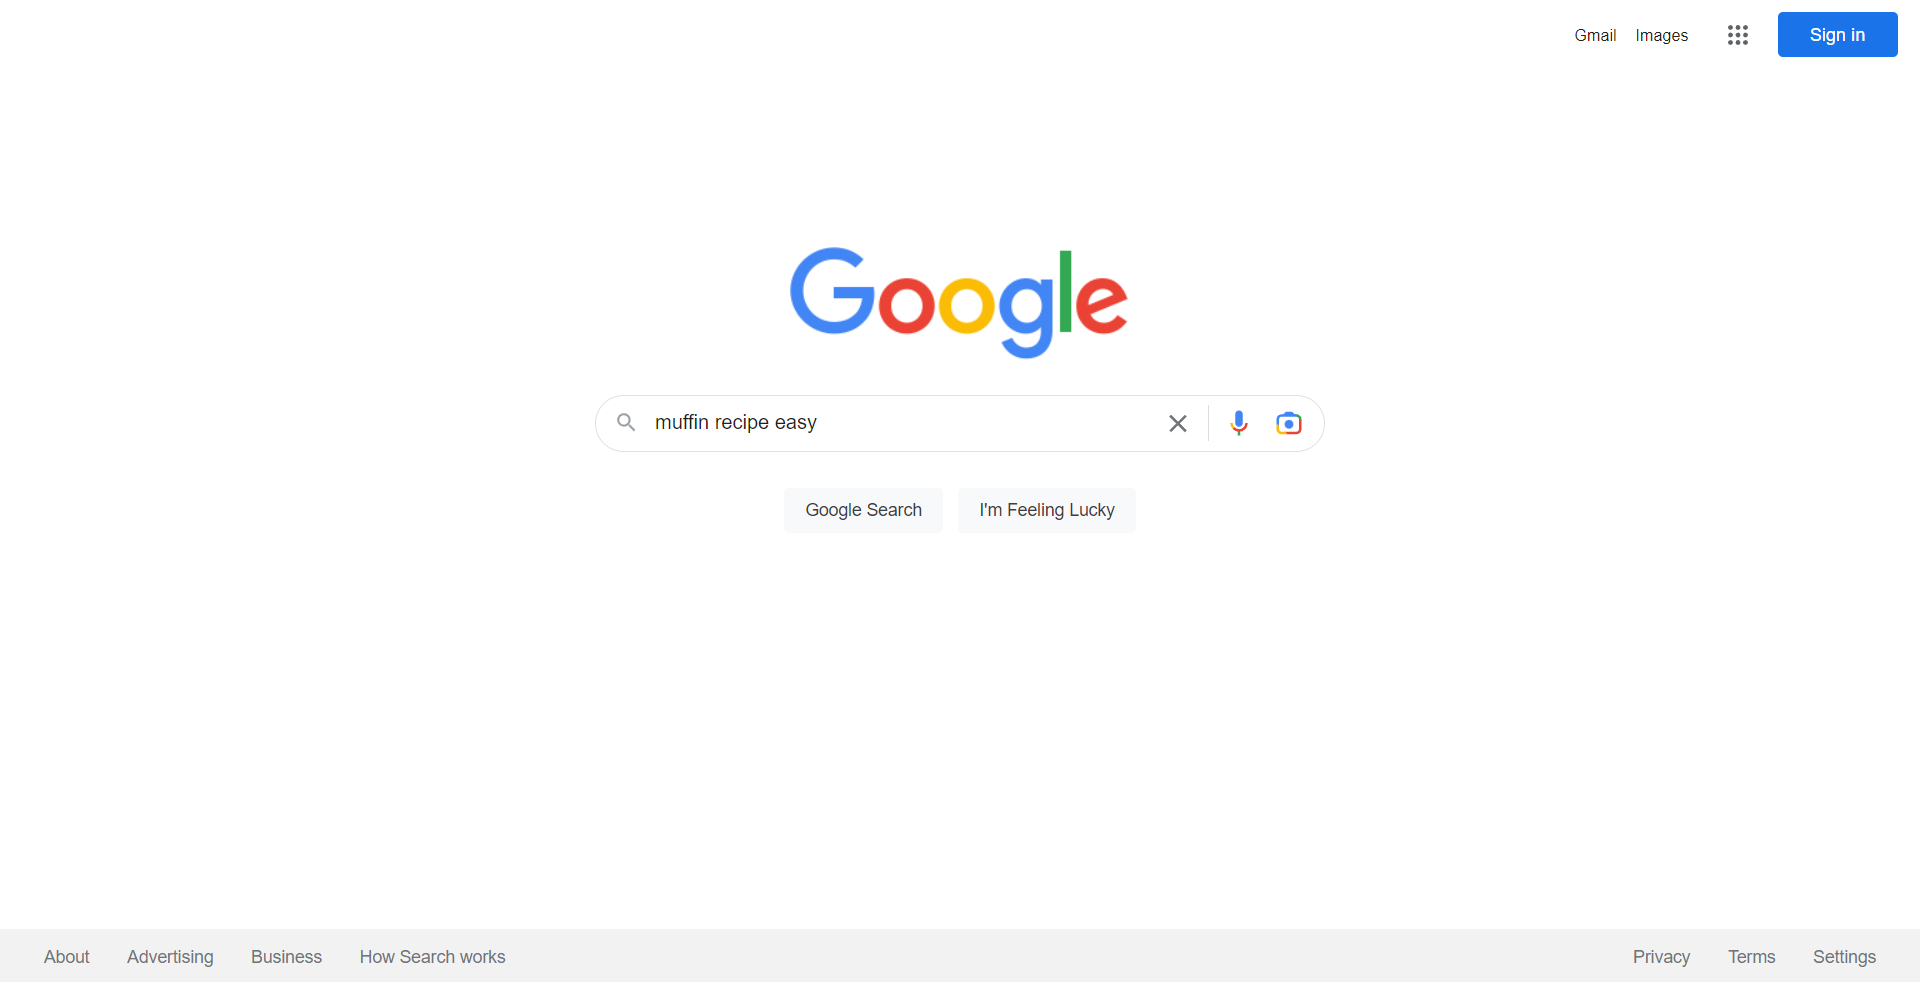 Gmail Images Sign in
Google
muffin recipe easy
Google Search I'm Feeling Lucky
About Advertising Business How Search works Privacy Terms Settings